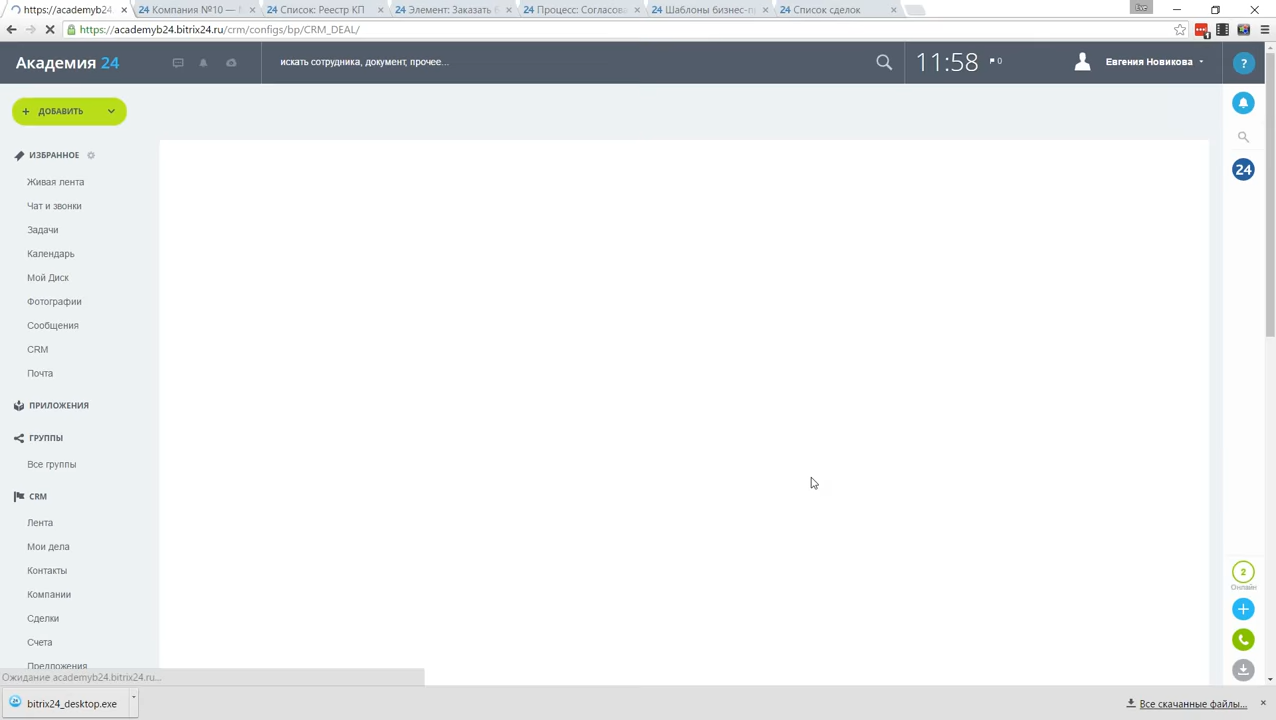 https://academyb24
24 Компания №10 —
24 Список: Реестр КП
24 Элемент: Заказать
24 Процесс: Согласова
24 Шаблоны бизнес-п
24 Список сделок
https://academyb24.bitrix24.ru/crm/configs/bp/CRM_DEAL/
1
Академия 24
искать сотрудника, документ, прочее...
11:58
0
Евгения Новикова
?
+ ДОБАВИТЬ
ИЗБРАННОЕ
Живая лента
24
Чат и звонки
Задачи
Календарь
Мой Диск
Фотографии
Сообщения
CRM
Почта
ПРИЛОЖЕНИЯ
ГРУППЫ
Все группы
CRM
Лента
Мои дела
Контакты
2
Онлайн
Компании
Сделки
Счета
Предложения
Ожидание academyb24.bitrix24.ru...
bitrix24_desktop.exe
Все скачанные файлы...